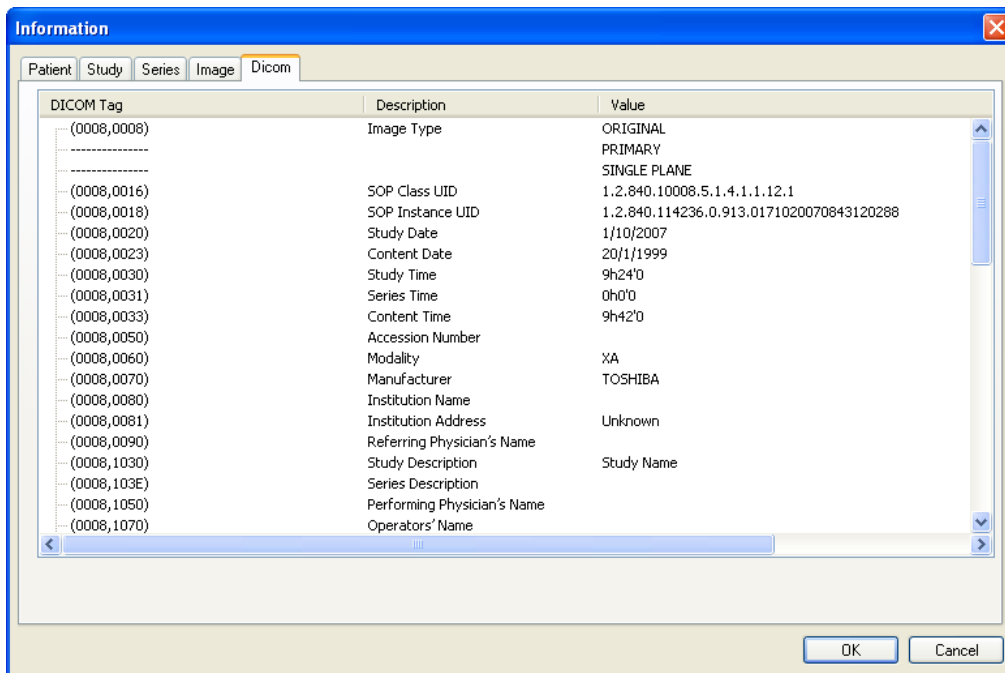 Information
Patient Study Series Image Dicom
DICOM Tag Description Value
(0008,0008) Image Type ORIGINAL
--------------- PRIMARY
--------------- SINGLE PLANE
(0008,0016) SOP Class UID 1.2.840.10008.5.1.4.1.1.12.1
(0008,0018) SOP Instance UID 1.2.840.114236.0.913.0171020070843120288
(0008,0020) Study Date 1/10/2007
(0008,0023) Content Date 20/1/1999
(0008,0030) Study Time 9h24'0
(0008,0031) Series Time 0h0'0
(0008,0033) Content Time 9h42'0
(0008,0050) Accession Number
(0008,0060) Modality XA
(0008,0070) Manufacturer TOSHIBA
(0008,0080) Institution Name
(0008,0081) Institution Address Unknown
(0008,0090) Referring Physician's Name
(0008,1030) Study Description Study Name
(0008,103E) Series Description
(0008,1050) Performing Physician's Name
(0008,1070) Operators' Name
OK Cancel